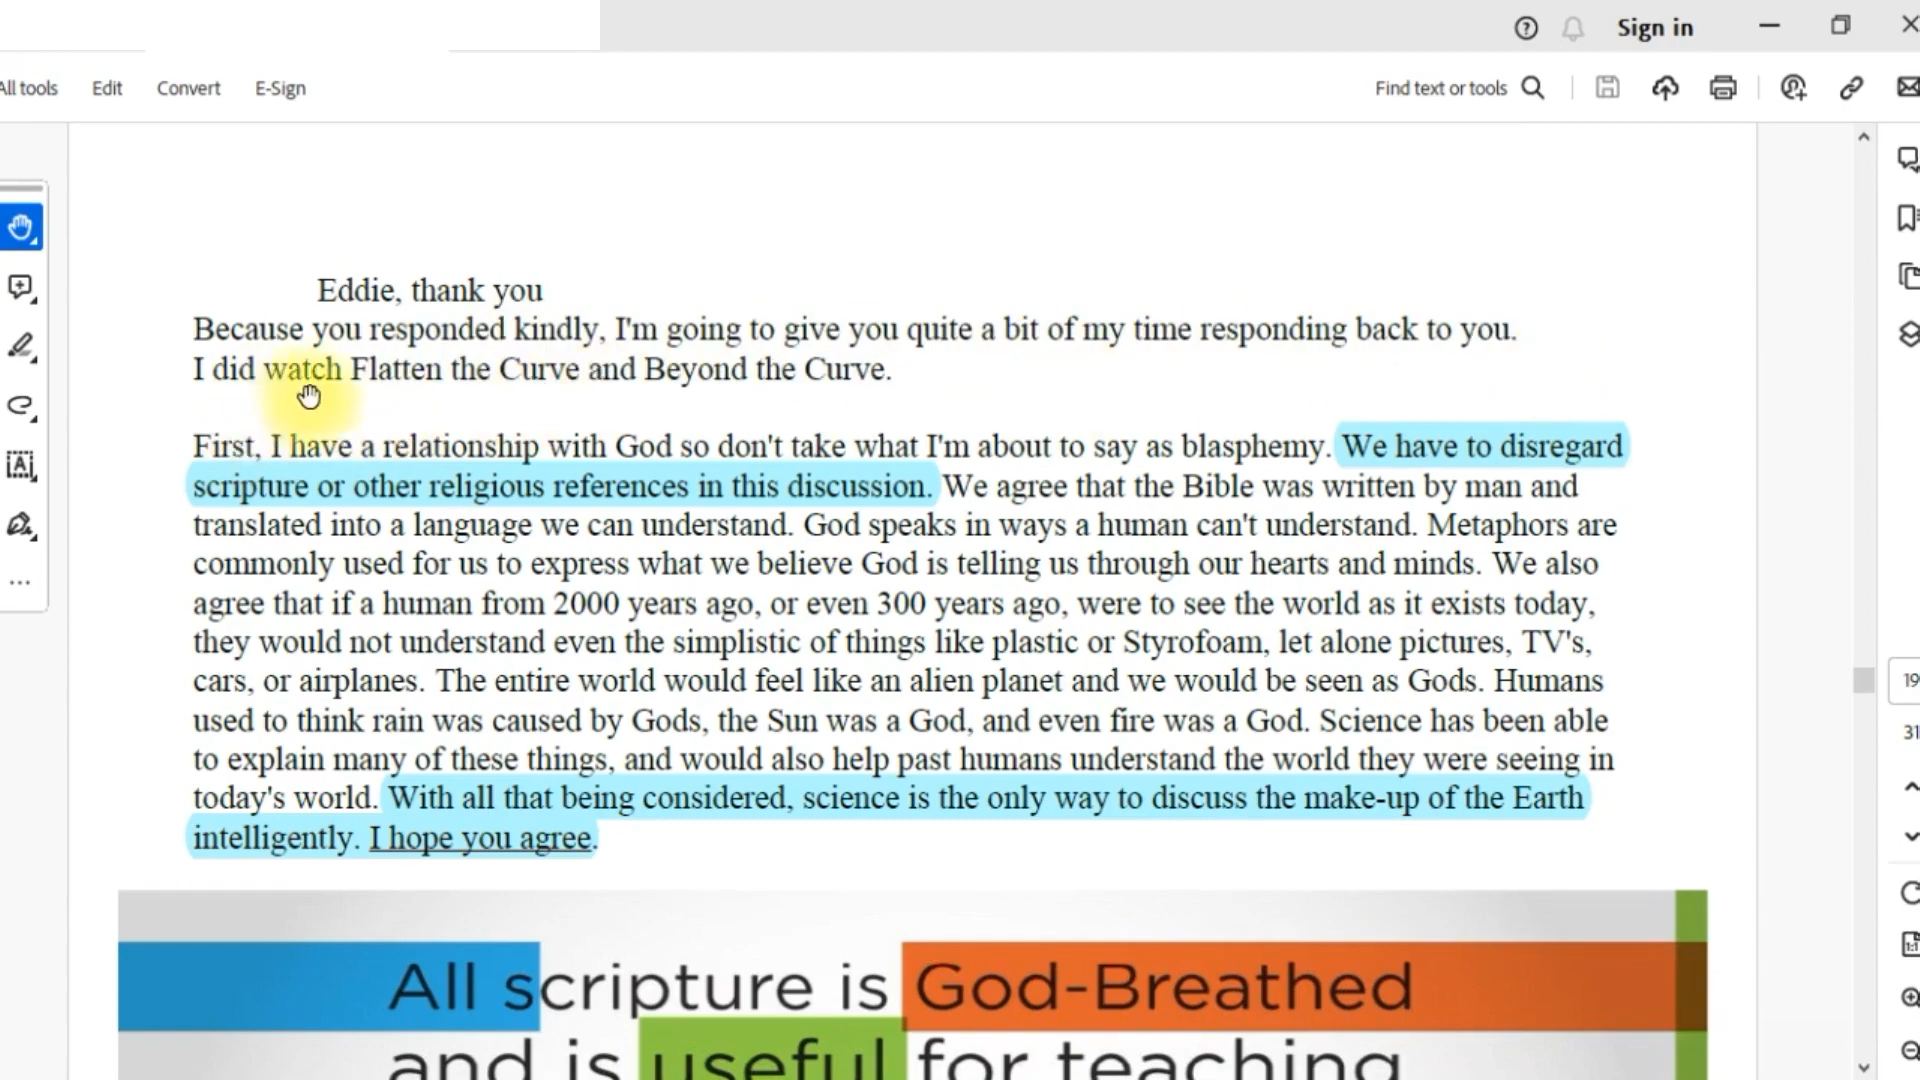 Sign in
All tools Edit Convert E-Sign Find text or tools
Eddie, thank you
Because you responded kindly, I'm going to give you quite a bit of my time responding back to you.
I did watch Flatten the Curve and Beyond the Curve.
First, I have a relationship with God so don't take what I'm about to say as blasphemy. We have to disregard
scripture or other religious references in this discussion. We agree that the Bible was written by man and
translated into a language we can understand. God speaks in ways a human can't understand. Metaphors are
commonly used for us to express what we believe God is telling us through our hearts and minds. We also
agree that if a human from 2000 years ago, or even 300 years ago, were to see the world as it exists today,
they would not understand even the simplistic of things like plastic or Styrofoam, let alone pictures, TV's,
cars, or airplanes. The entire world would feel like an alien planet and we would be seen as Gods. Humans
used to think rain was caused by Gods, the Sun was a God, and even fire was a God. Science has been able
to explain many of these things, and would also help past humans understand the world they were seeing in
today's world. With all that being considered, science is the only way to discuss the make-up of the Earth
intelligently. I hope you agree.
All scripture is God-Breathed
and is useful for teaching